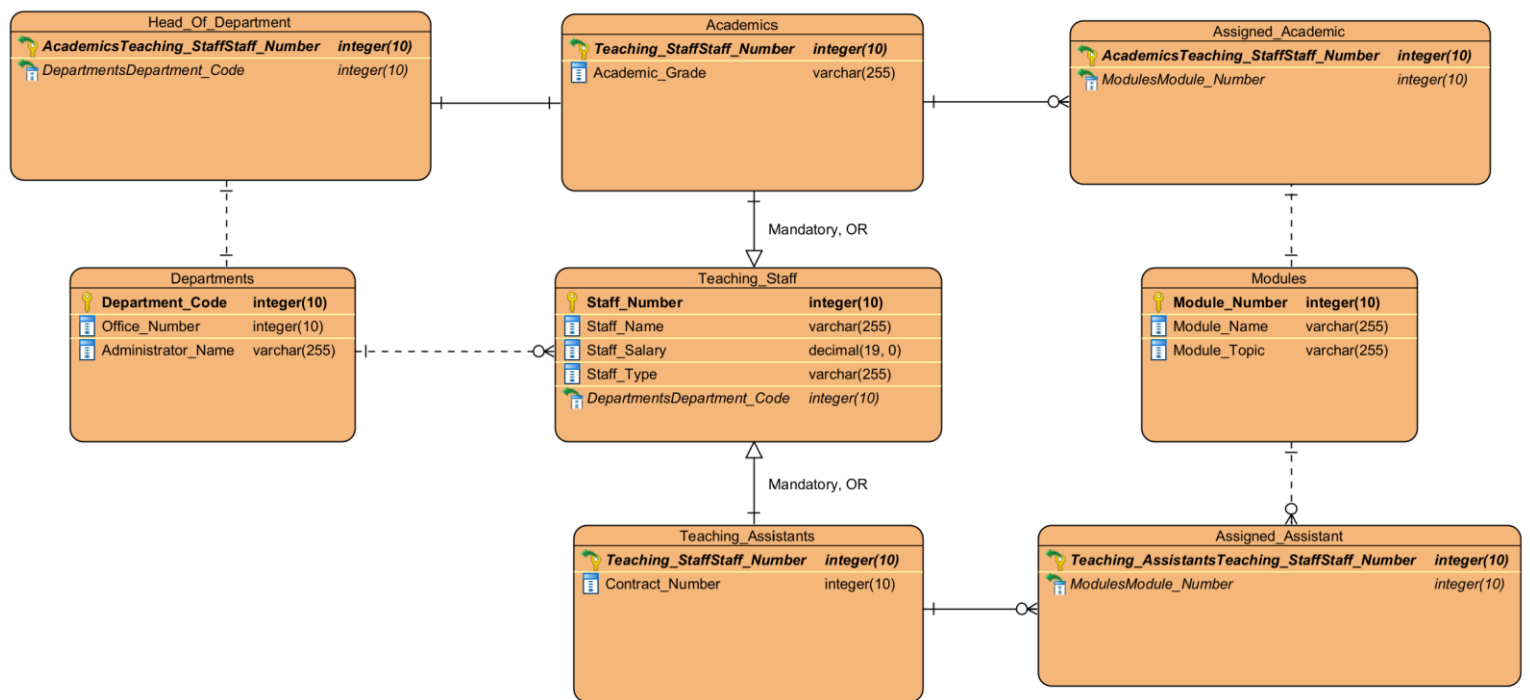 Head_Of_Department
AcademicsTeaching_StaffStaff_Number integer(10)
DepartmentsDepartment_Code integer(10)
Academics
Teaching_StaffStaff_Number integer(10)
Academic_Grade varchar(255)
Assigned_Academic
AcademicsTeaching_StaffStaff_Number integer(10)
ModulesModule_Number integer(10)
Mandatory, OR
Departments
Department_Code integer(10)
Office_Number integer(10)
Administrator_Name varchar(255)
Teaching_Staff
Staff_Number integer(10)
Staff_Name varchar(255)
Staff_Salary decimal(19, 0)
Staff_Type varchar(255)
DepartmentsDepartment_Code integer(10)
Modules
Module_Number integer(10)
Module_Name varchar(255)
Module_Topic varchar(255)
Mandatory, OR
Teaching_Assistants
Teaching_StaffStaff_Number integer(10)
Contract_Number integer(10)
Assigned_Assistant
Teaching_AssistantsTeaching_StaffStaff_Number integer(10)
ModulesModule_Number integer(10)